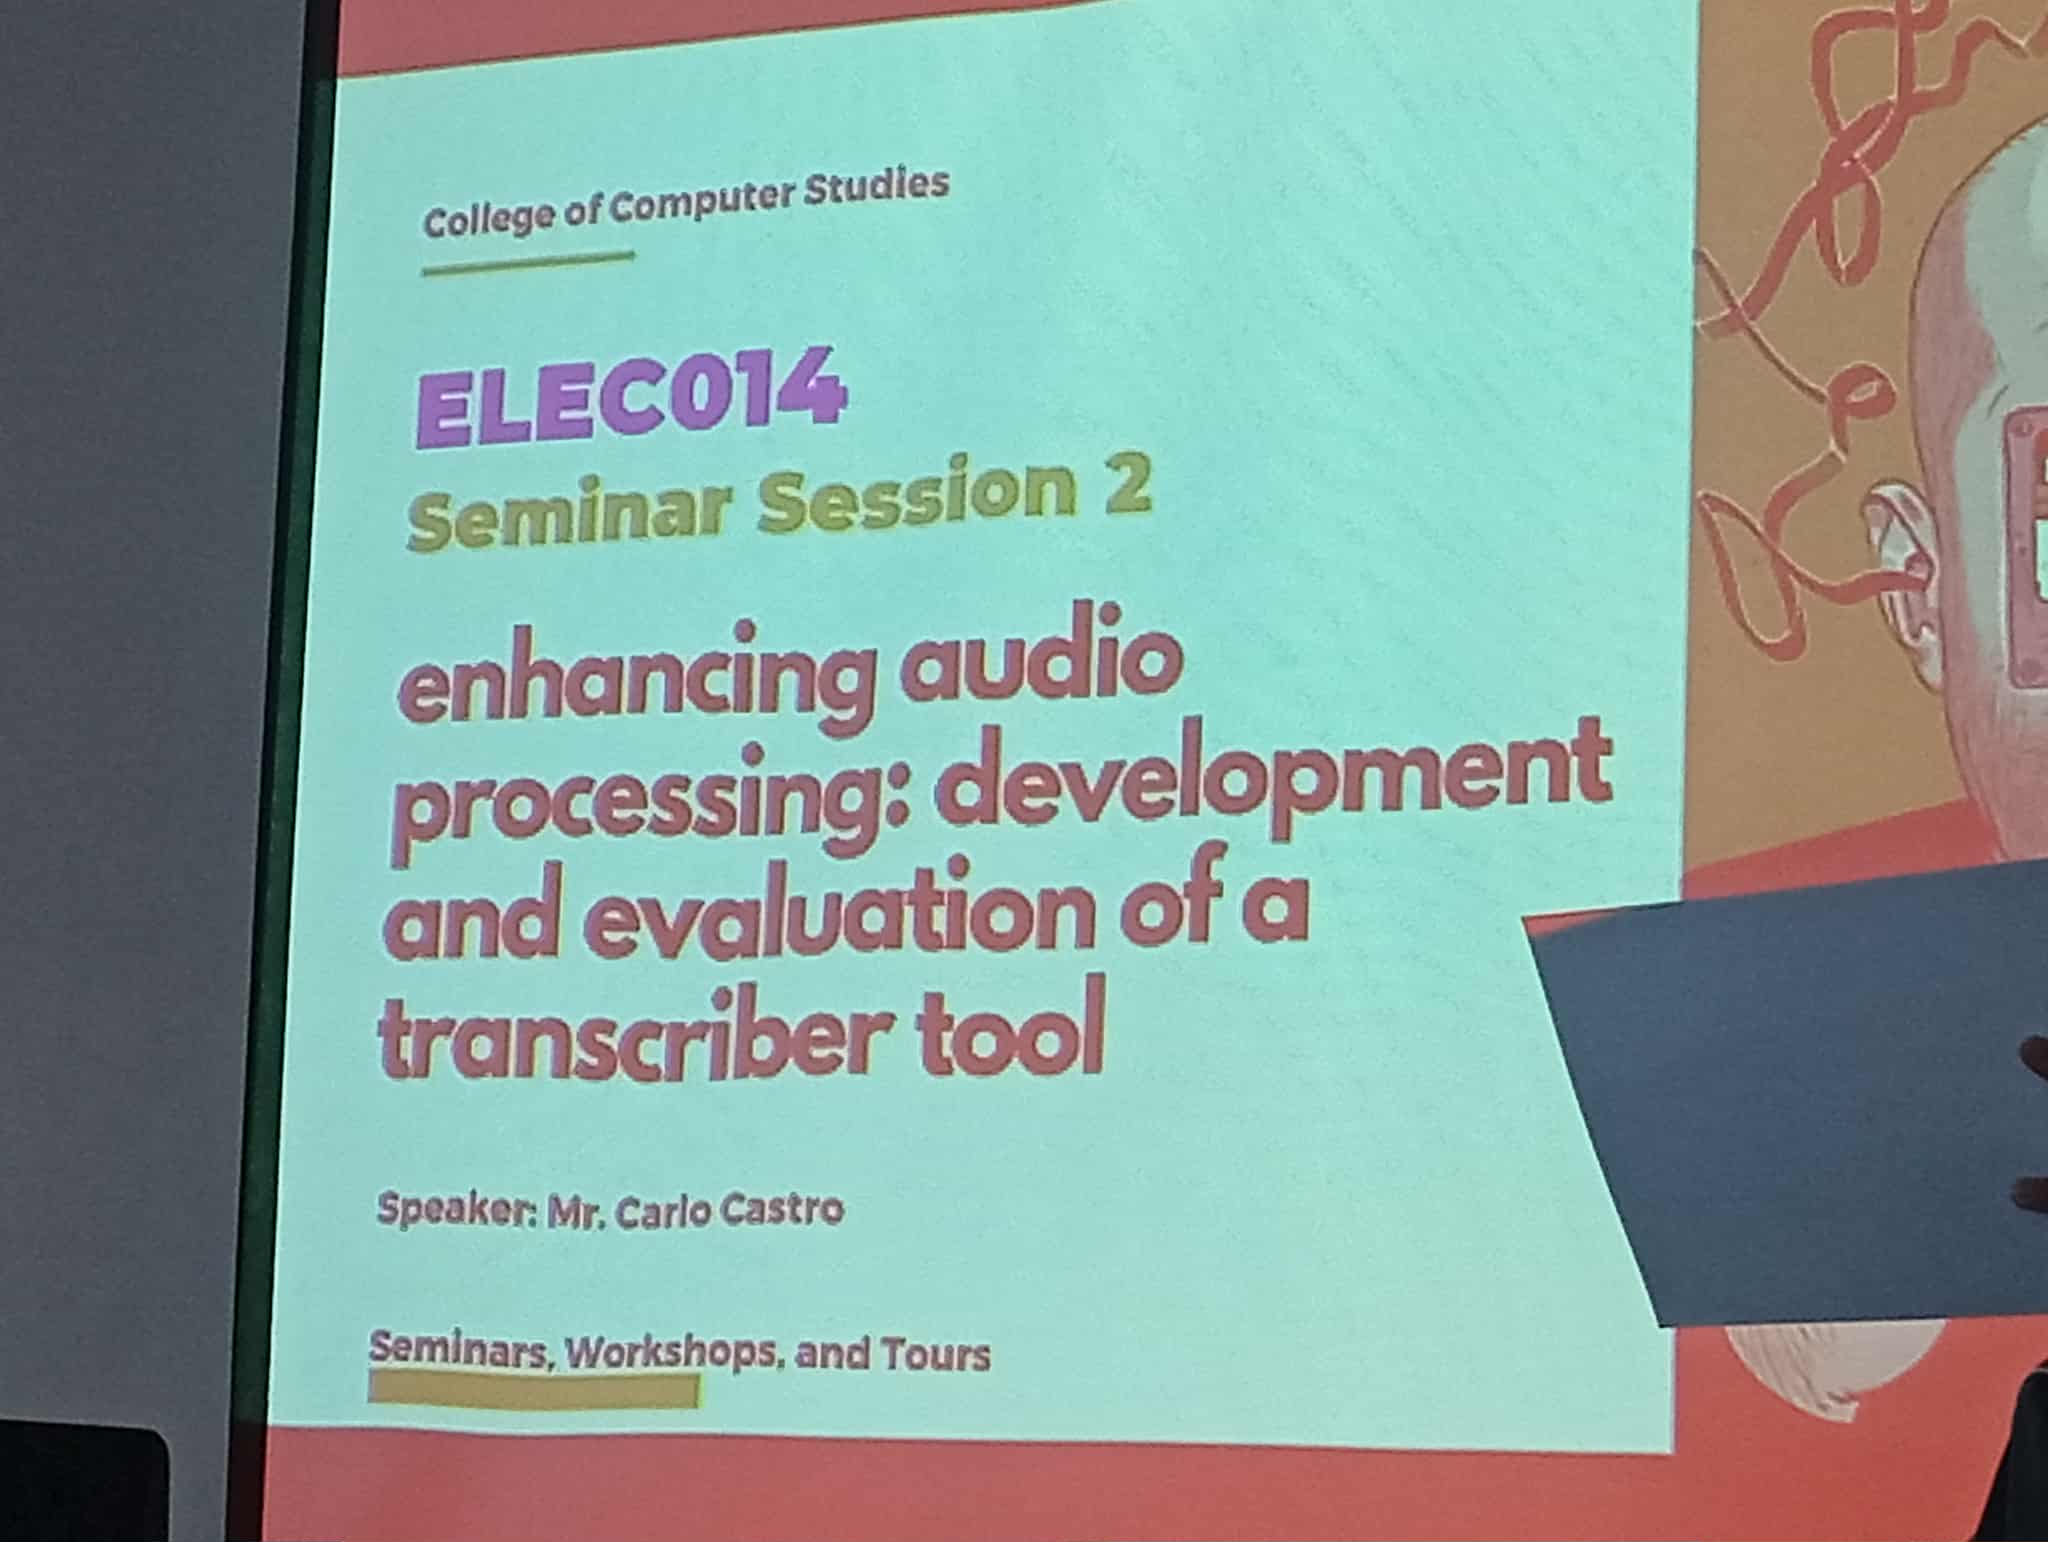 College of Computer Studies
ELEC014
Seminar Session 2
enhancing audio
processing: development
and evaluation of a
transcriber tool
Speaker: Mr. Carlo Castro
Seminars, Workshops, and Tours